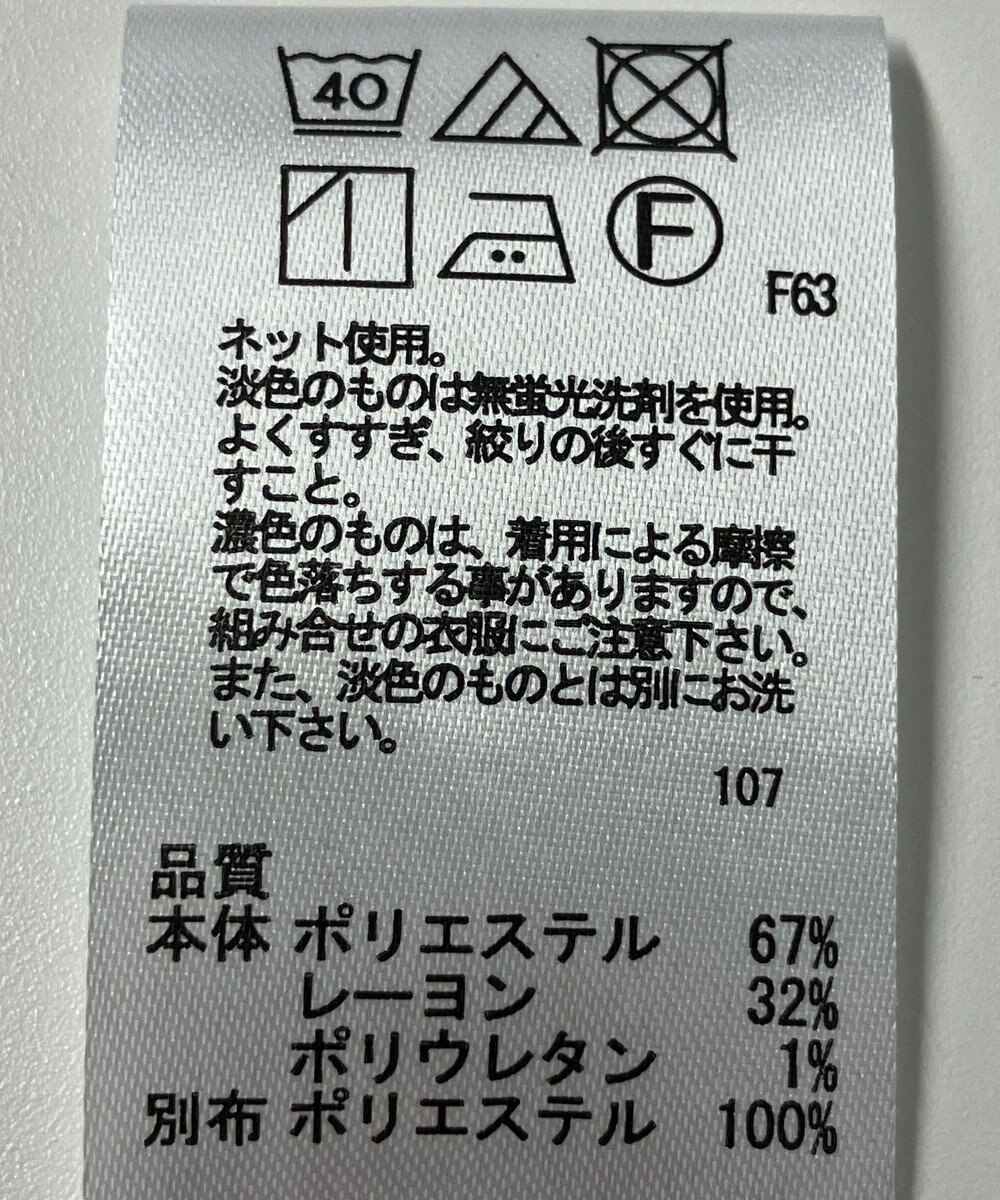 40
F
F63
ネット使用。
淡色のものは無蛍光洗剤を使用。
よくすすぎ、絞りの後すぐに干
すこと。
濃色のものは、着用による摩擦
で色落ちする事がありますので、
組み合せの衣服にご注意下さい。
また、淡色のものとは別にお洗
い下さい。
107
品質
本体 ポリエステル 67%
レーヨン 32%
ポリウレタン 1%
別布 ポリエステル 100%